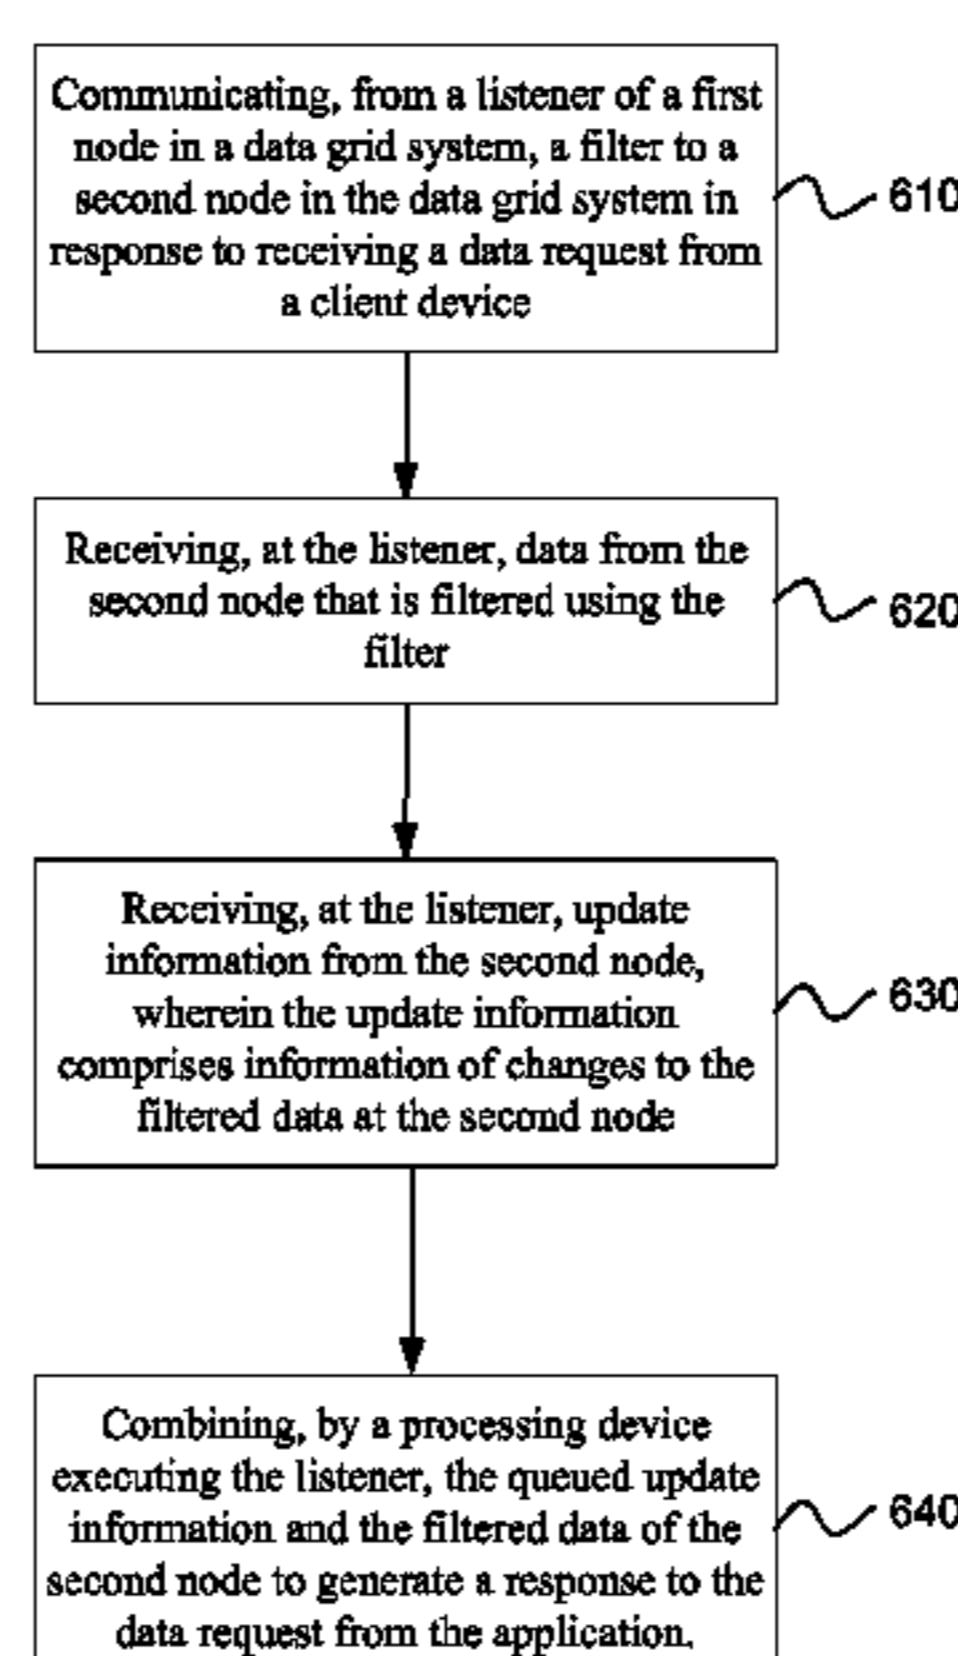 Communicating, from a listener of a first
node in a data grid system, a filter to a
second node in the data grid system in
response to receiving a data request from
a client device
610
Receiving, at the listener, data from the
second node that is filtered using the
filter
620
Receiving, at the listener, update
information from the second node,
wherein the update information
comprises information of changes to the
filtered data at the second node
630
Combining, by a processing device
executing the listener, the queued update
information and the filtered data of the
second node to generate a response to the
data request from the application.
640